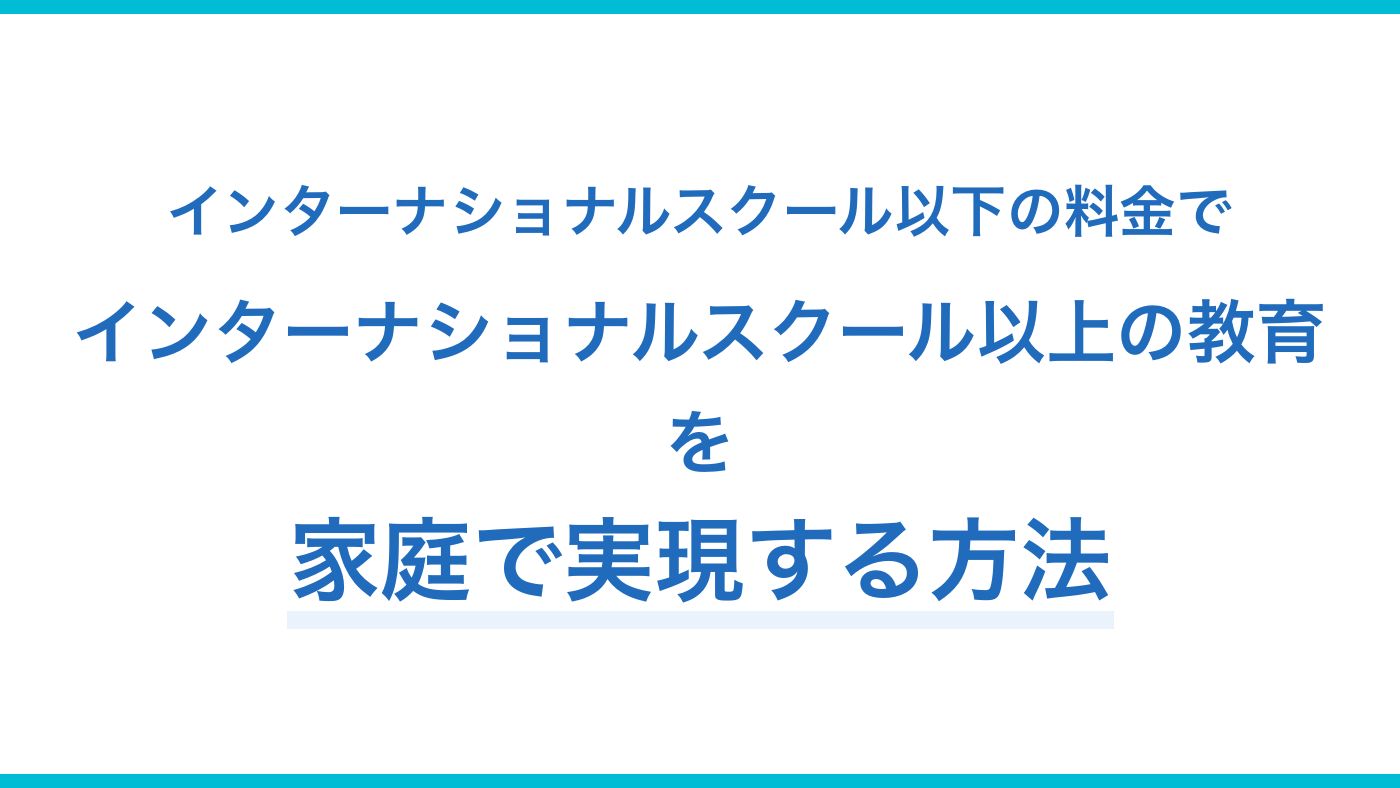 インターナショナルスクール以下の料金で
インターナショナルスクール以上の教育
を
家庭で実現する方法